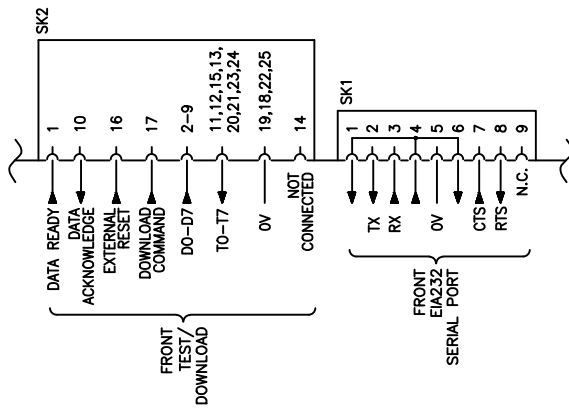 SK2
DATA READY 1
DATA
ACKNOWLEDGE 10
EXTERNAL
RESET 16
DOWNLOAD
COMMAND 17
DO-D7 2-9
TO-T7 11,12,15,13,
20,21,23,24
0V 19,18,22,25
NOT
CONNECTED 14
FRONT
TEST/
DOWNLOAD
SK1
1
TX 2
RX 3
4
0V 5
6
CTS 7
RTS 8
N.C. 9
FRONT
EIA232
SERIAL PORT